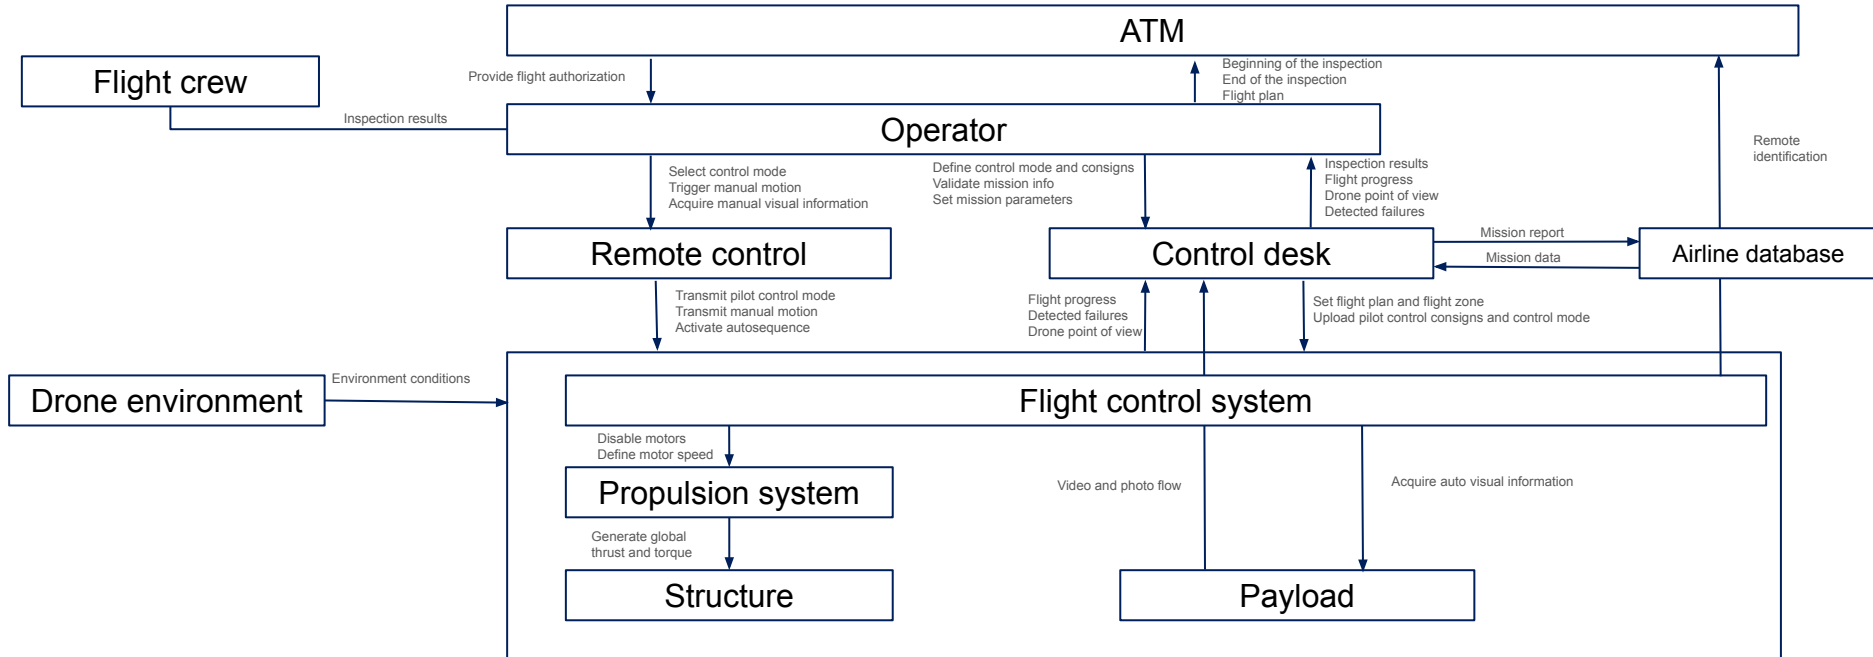 ATM
Flight crew
Provide flight authorization
Beginning of the inspection
End of the inspection
Flight plan
Inspection results
Operator
Remote
identification
Select control mode
Trigger manual motion
Acquire manual visual information
Define control mode and consigns
Validate mission info
Set mission parameters
Inspection results
Flight progress
Drone point of view
Detected failures
Remote control
Control desk
Mission report
Mission data
Airline database
Transmit pilot control mode
Transmit manual motion
Activate autosequence
Flight progress
Detected failures
Drone point of view
Set flight plan and flight zone
Upload pilot control consigns and control mode
Drone environment
Environment conditions
Flight control system
Disable motors
Define motor speed
Propulsion system
Video and photo flow
Acquire auto visual information
Generate global
thrust and torque
Structure
Payload